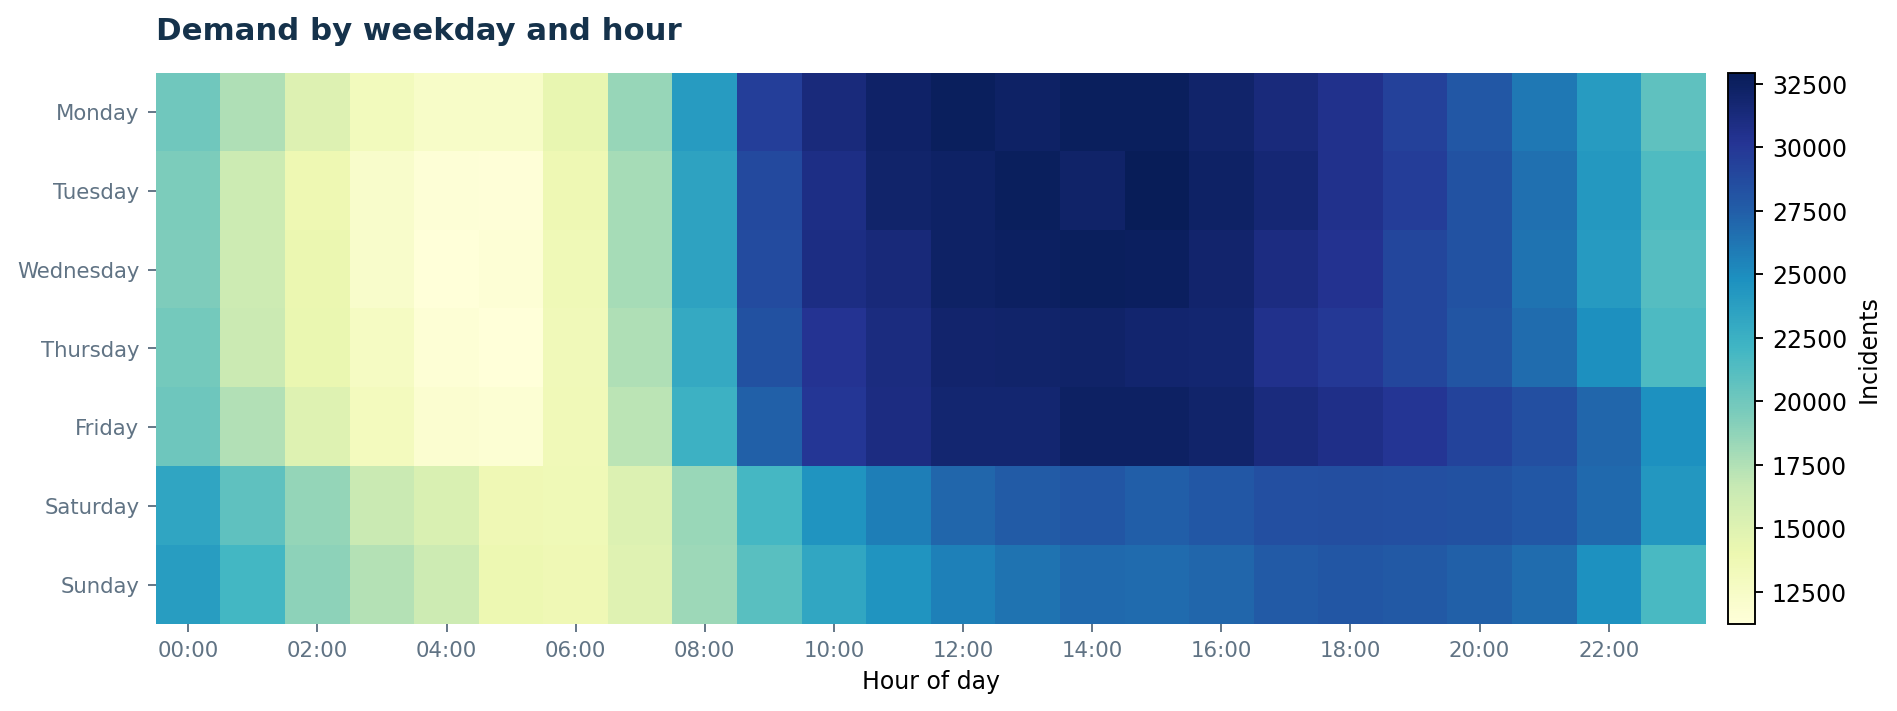 Demand by weekday and hour
Monday
Tuesday
Wednesday
Thursday
Friday
Saturday
Sunday
00:00 02:00 04:00 06:00 08:00 10:00 12:00 14:00 16:00 18:00 20:00 22:00
Hour of day
32500
30000
27500
25000
22500
20000
17500
15000
12500
Incidents